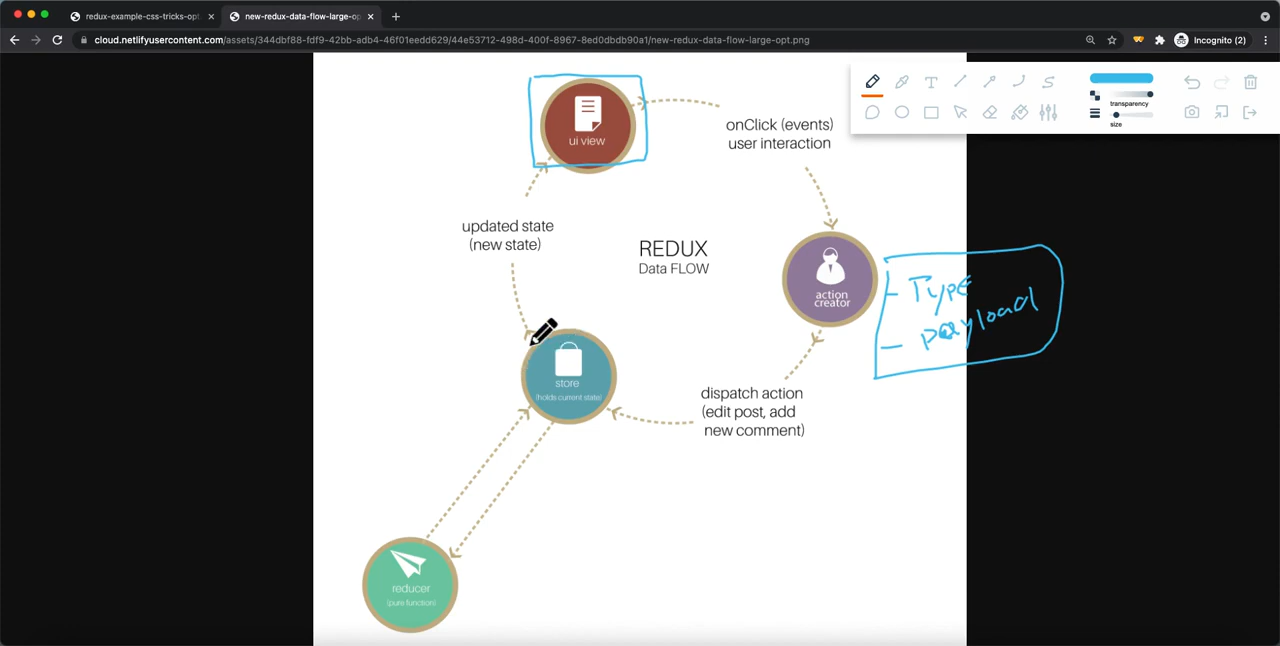 redux-example-css-tricks-opt
new-redux-data-flow-large-op
cloud.netlifyusercontent.com/assets/344dbf88-fdf9-42bb-adb4-46f01eedd629/44e53712-498d-400f-8967-8ed0dbdb90a1/new-redux-data-flow-large-opt.png
Incognito (2)
transparency
size
ui view
onClick (events)
user interaction
updated state
(new state)
REDUX
Data FLOW
action
creator
- Type
- payload
store
(holds current state)
dispatch action
(edit post, add
new comment)
reducer
(pure function)